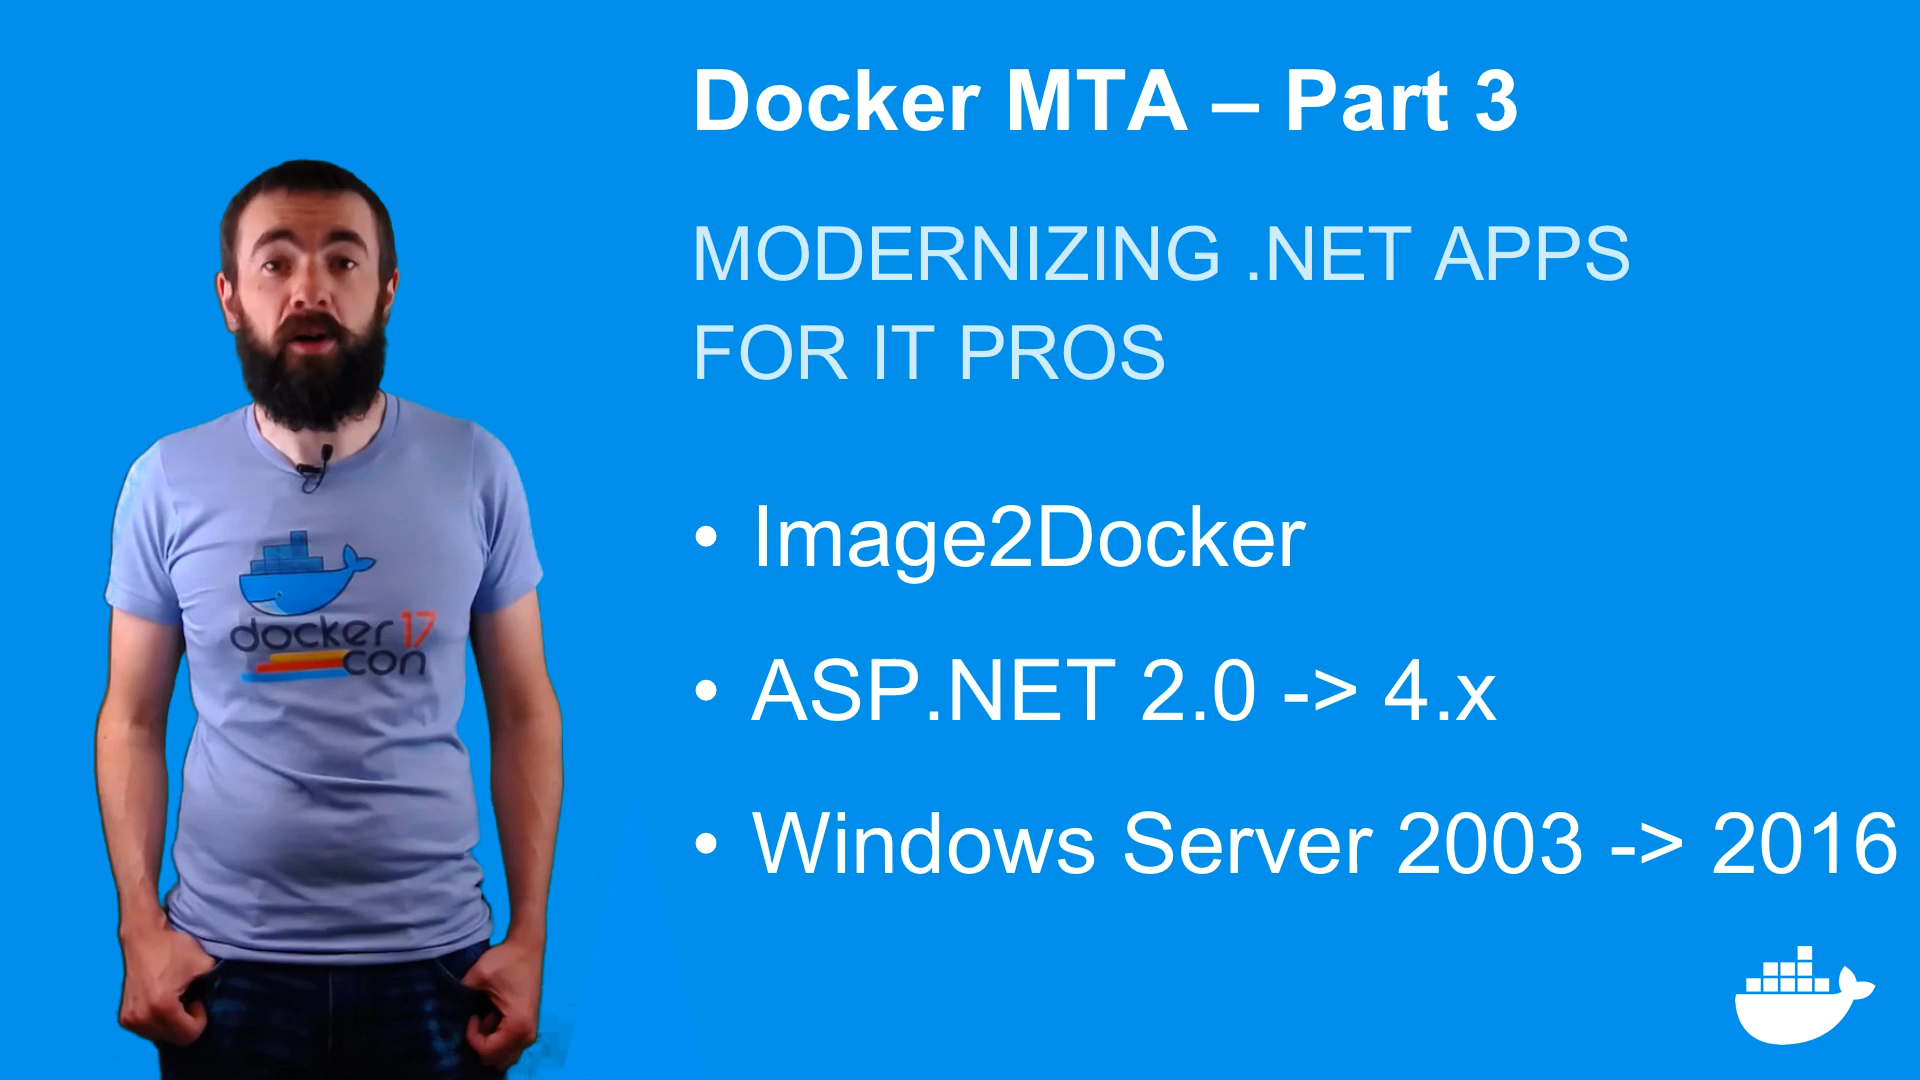 Docker MTA – Part 3
MODERNIZING .NET APPS
FOR IT PROS
• Image2Docker
• ASP.NET 2.0 -> 4.x
• Windows Server 2003 -> 2016
docker 17
con